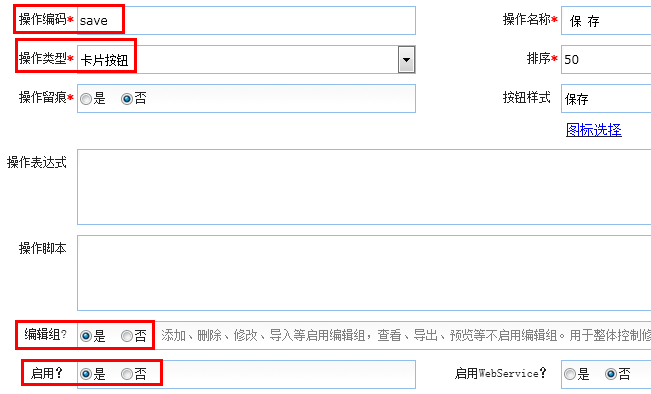 操作编码* save 操作名称* 保 存
操作类型* 卡片按钮 排序* 50
操作留痕* 是 否 按钮样式 保存
图标选择
操作表达式
操作脚本
编辑组? 是 否 添加、删除、修改、导入等启用编辑组，查看、导出、预览等不启用编辑组。用于整体控制修
启用? 是 否 启用WebService? 是 否